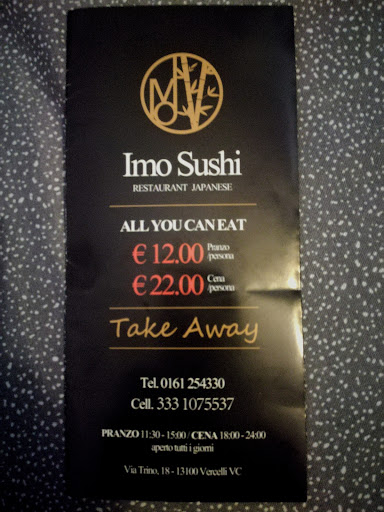 IMO
Imo Sushi
RESTAURANT JAPANESE
ALL YOU CAN EAT
€ 12.00 Pranzo /persona
€ 22.00 Cena /persona
Take Away
Tel. 0161 254330
Cell. 333 1075537
PRANZO 11:30 - 15:00 / CENA 18:00 - 24:00
aperto tutti i giorni
Via Trino, 18 - 13100 Vercelli VC